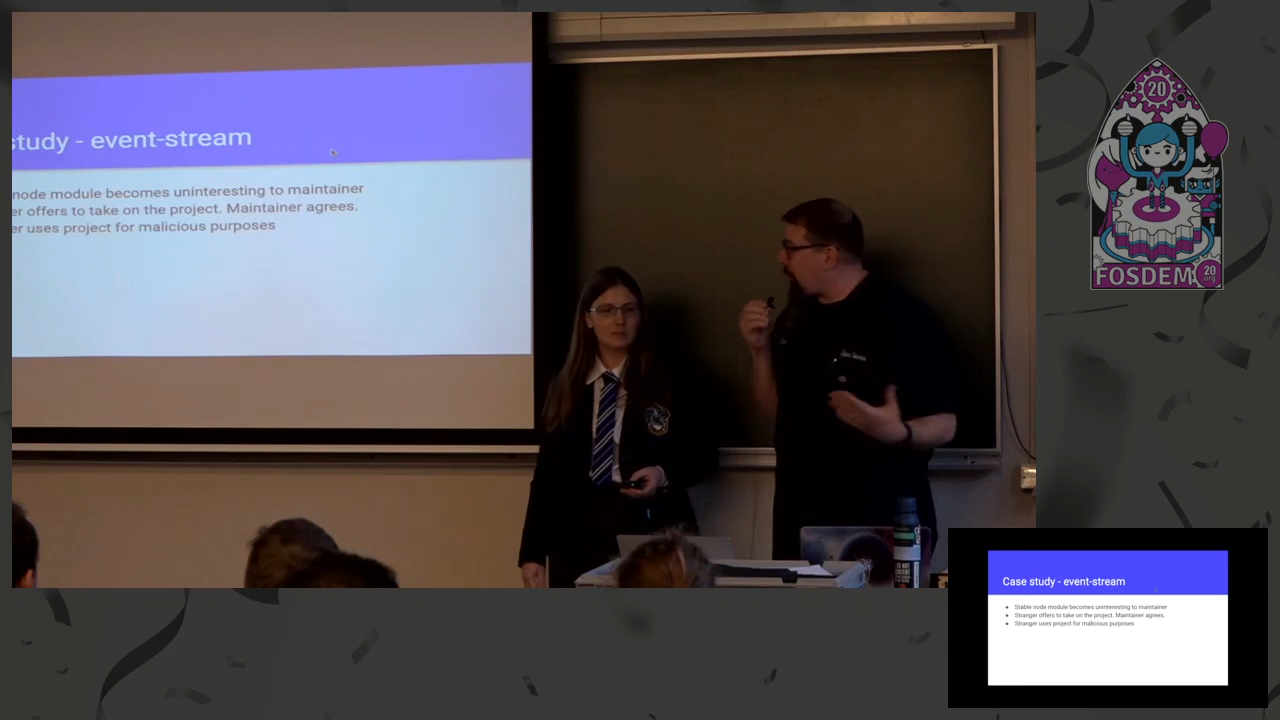 study - event-stream
node module becomes uninteresting to maintainer
er offers to take on the project. Maintainer agrees.
er uses project for malicious purposes
20
FOSDEM
20
.org
Case study - event-stream
● Stable node module becomes uninteresting to maintainer
● Stranger offers to take on the project. Maintainer agrees.
● Stranger uses project for malicious purposes